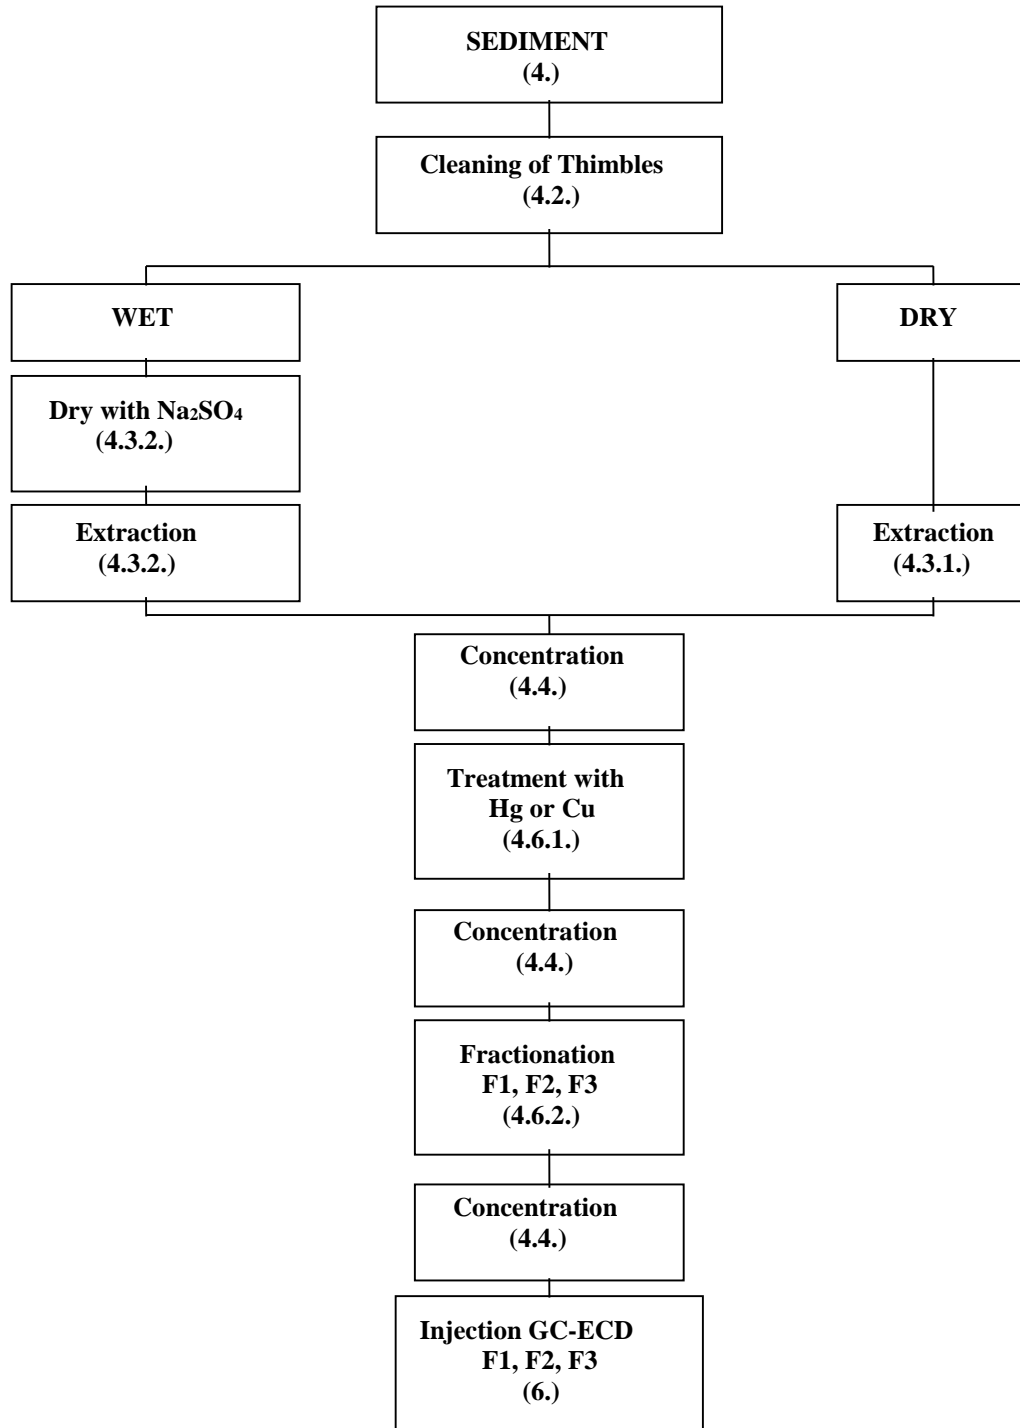 SEDIMENT
(4.)
Cleaning of Thimbles
(4.2.)
WET
DRY
Dry with Na₂SO₄
(4.3.2.)
Extraction
(4.3.2.)
Extraction
(4.3.1.)
Concentration
(4.4.)
Treatment with
Hg or Cu
(4.6.1.)
Concentration
(4.4.)
Fractionation
F1, F2, F3
(4.6.2.)
Concentration
(4.4.)
Injection GC-ECD
F1, F2, F3
(6.)